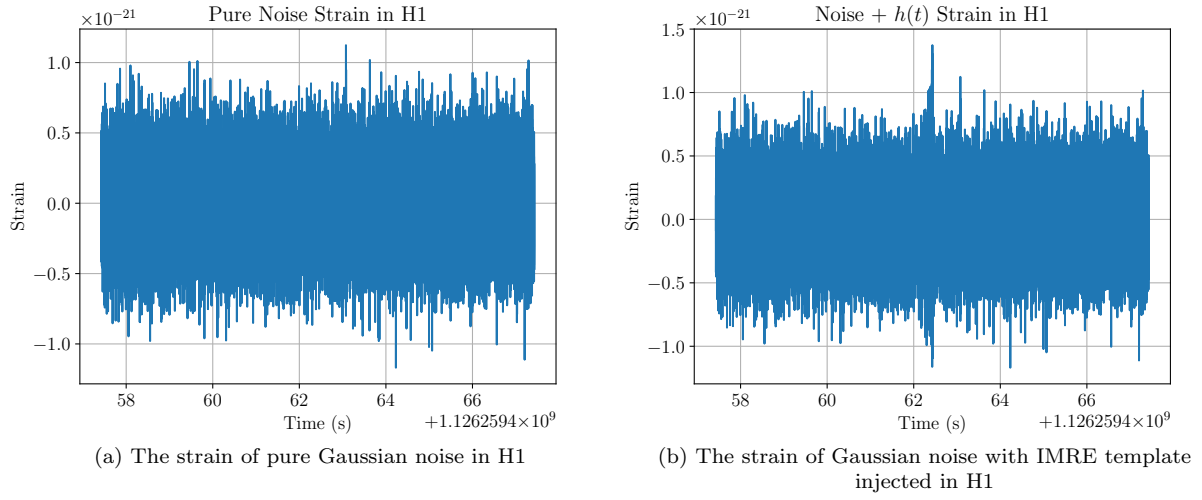 Pure Noise Strain in H1
×10⁻²¹
1.0
0.5
0.0
−0.5
−1.0
Strain
58 60 62 64 66
Time (s)
+1.1262594×10⁹
(a) The strain of pure Gaussian noise in H1
Noise + h(t) Strain in H1
×10⁻²¹
1.5
1.0
0.5
0.0
−0.5
−1.0
Strain
58 60 62 64 66
Time (s)
+1.1262594×10⁹
(b) The strain of Gaussian noise with IMRE template
injected in H1